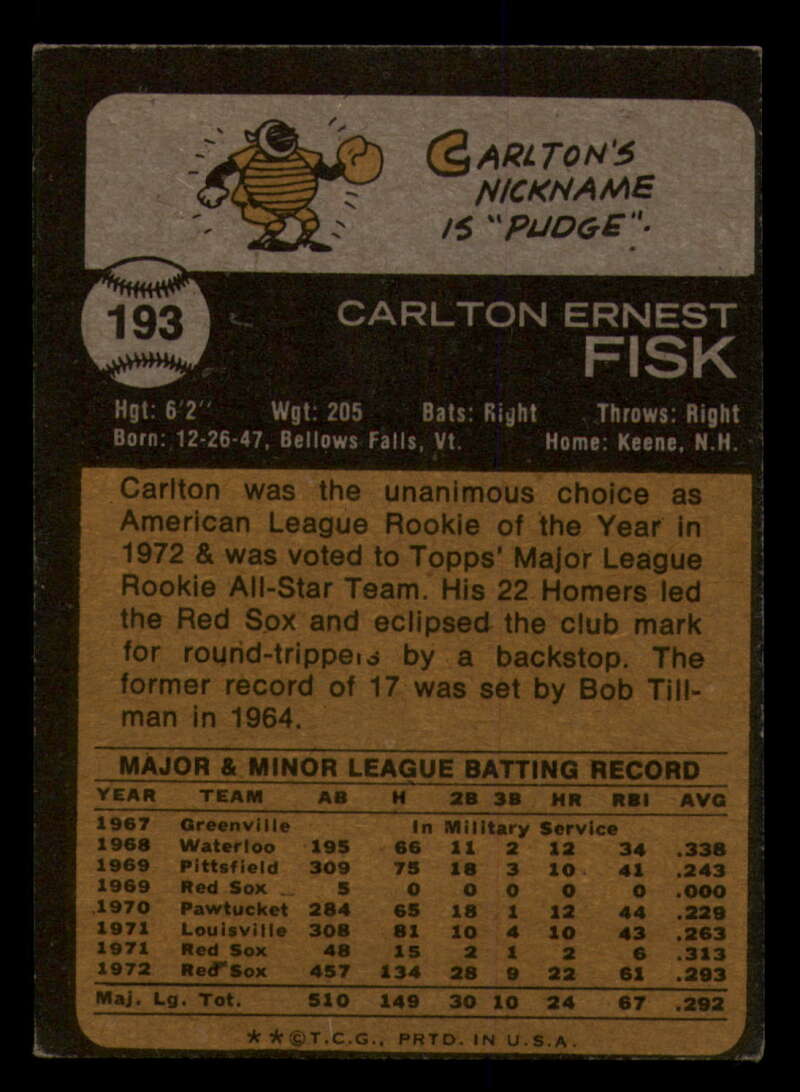 CARLTON'S
NICKNAME
IS "PUDGE".
193
CARLTON ERNEST
FISK
Hgt: 6'2" Wgt: 205 Bats: Right Throws: Right
Born: 12-26-47, Bellows Falls, Vt. Home: Keene, N.H.
Carlton was the unanimous choice as
American League Rookie of the Year in
1972 & was voted to Topps' Major League
Rookie All-Star Team. His 22 Homers led
the Red Sox and eclipsed the club mark
for round-trippers by a backstop. The
former record of 17 was set by Bob Till-
man in 1964.
MAJOR & MINOR LEAGUE BATTING RECORD
YEAR TEAM AB H 2B 3B HR RBI AVG
1967 Greenville In Military Service
1968 Waterloo 195 66 11 2 12 34 .338
1969 Pittsfield 309 75 18 3 10 41 .243
1969 Red Sox 5 0 0 0 0 0 .000
1970 Pawtucket 284 65 18 1 12 44 .229
1971 Louisville 308 81 10 4 10 43 .263
1971 Red Sox 48 15 2 1 2 6 .313
1972 Red Sox 457 134 28 9 22 61 .293
Maj. Lg. Tot. 510 149 30 10 24 67 .292
* * © T.C.G., PRTD. IN U.S.A.